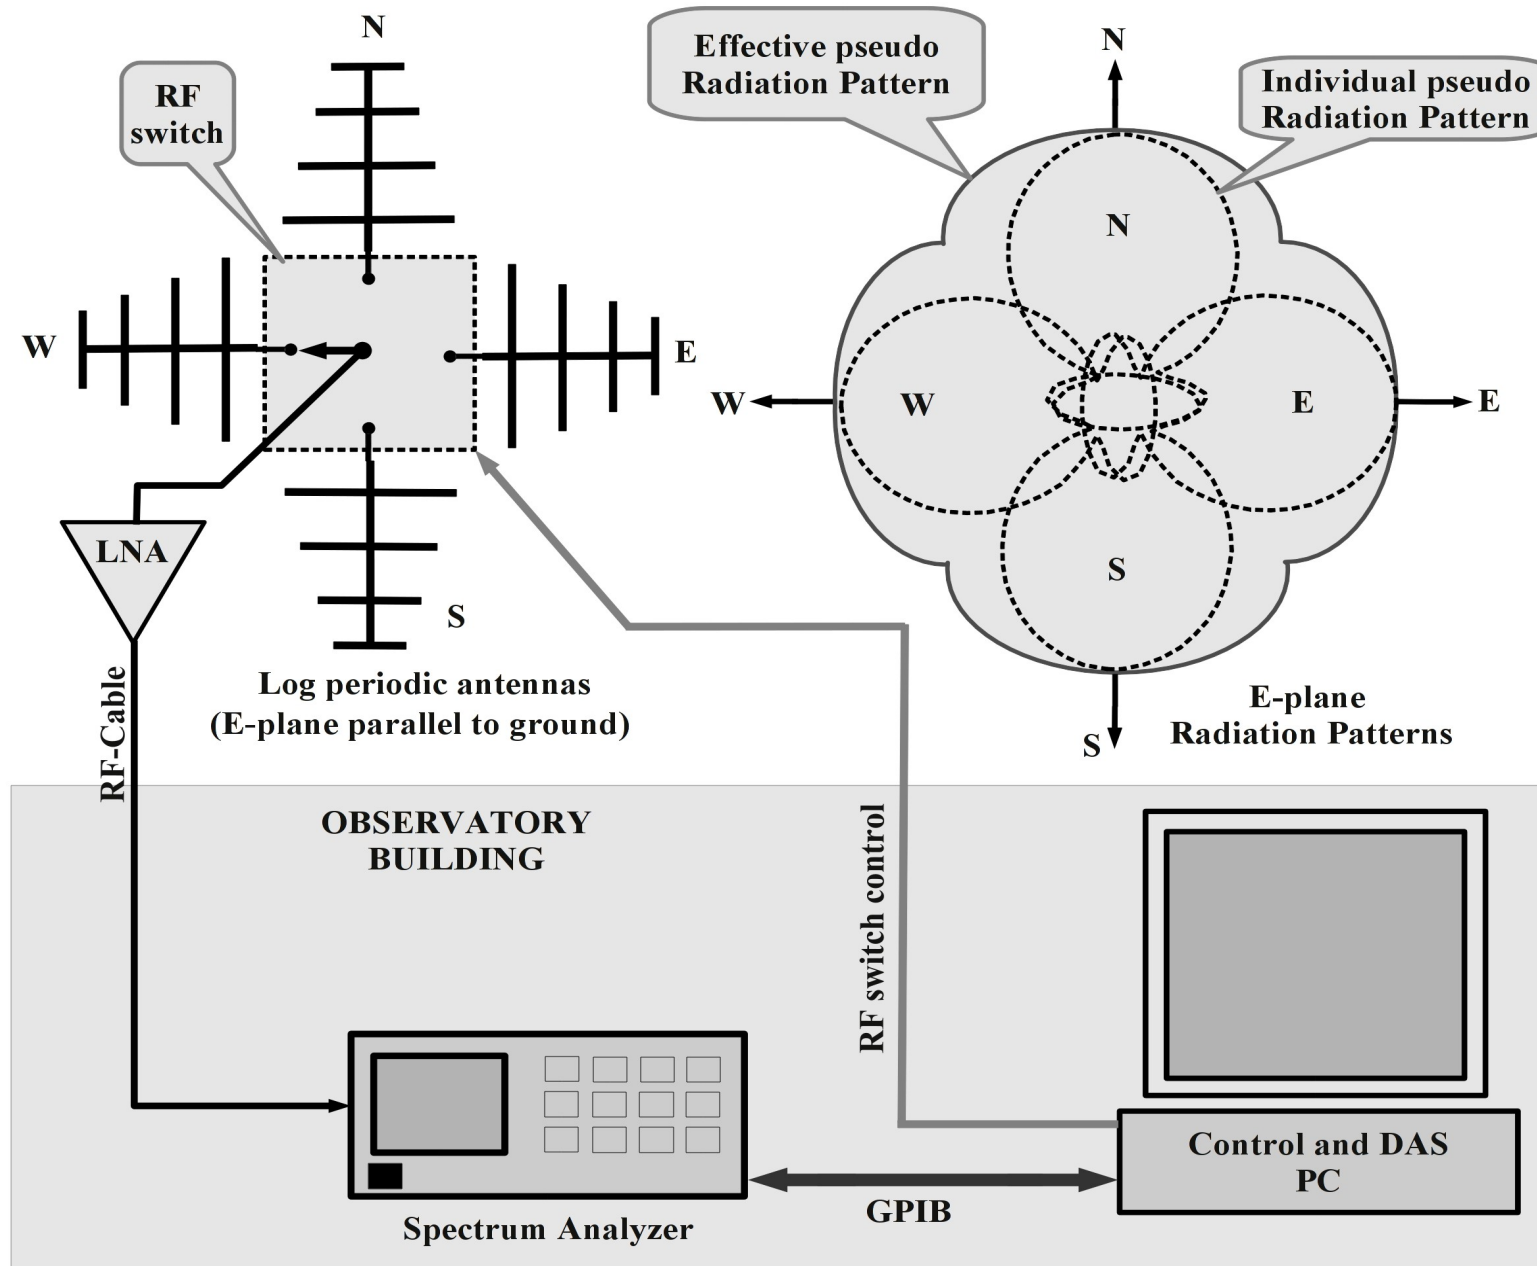 N
RF
switch
W
E
S
LNA
Log periodic antennas
(E-plane parallel to ground)
RF-Cable
Effective pseudo
Radiation Pattern
Individual pseudo
Radiation Pattern
N
N
W
W
E
E
S
S
E-plane
Radiation Patterns
OBSERVATORY
BUILDING
RF switch control
Spectrum Analyzer
GPIB
Control and DAS
PC